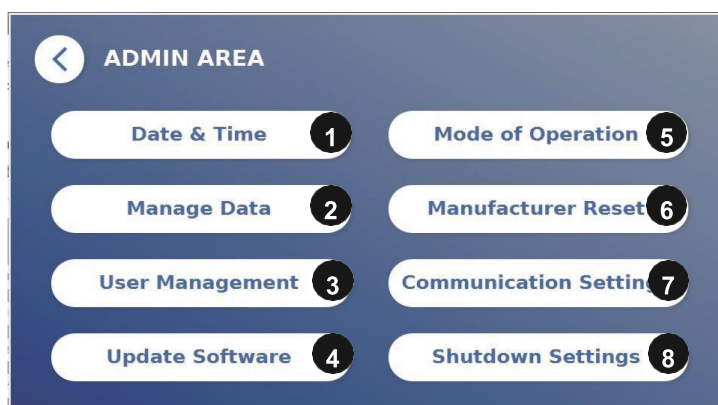 ADMIN AREA
Date & Time 1
Mode of Operation 5
Manage Data 2
Manufacturer Reset 6
User Management 3
Communication Setting 7
Update Software 4
Shutdown Settings 8